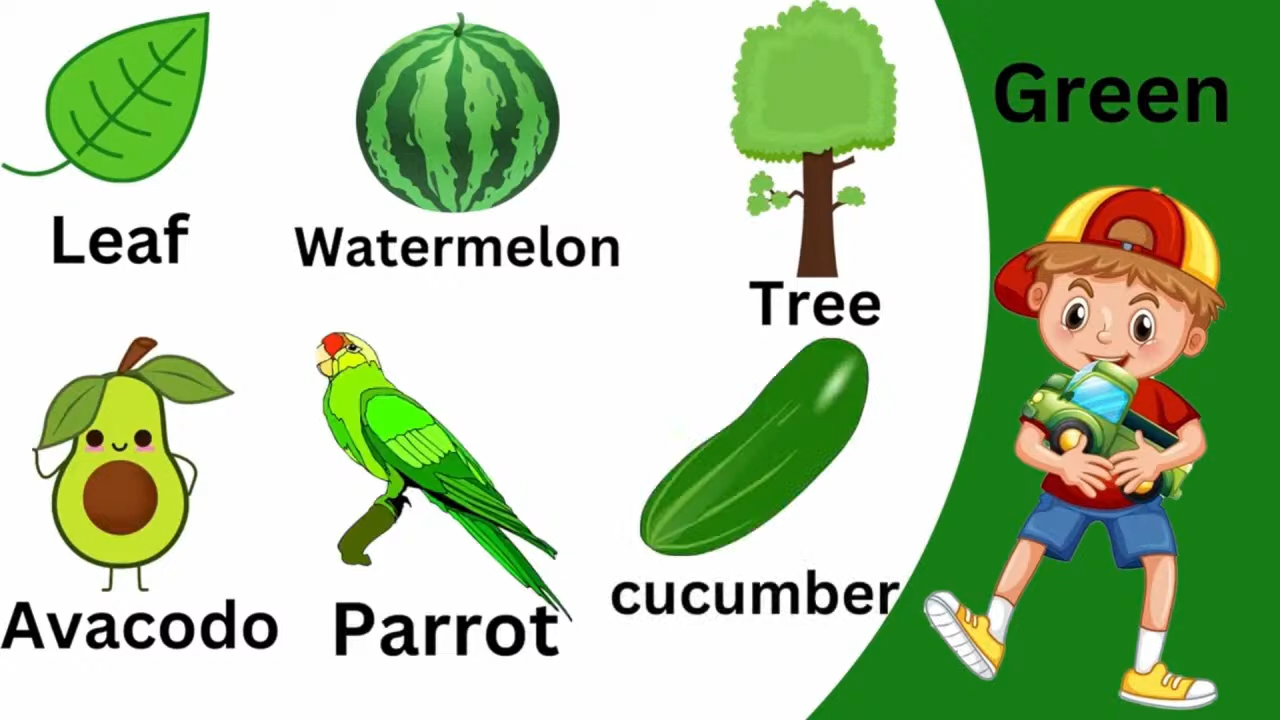 Green
Leaf
Watermelon
Tree
Avacodo
Parrot
cucumber